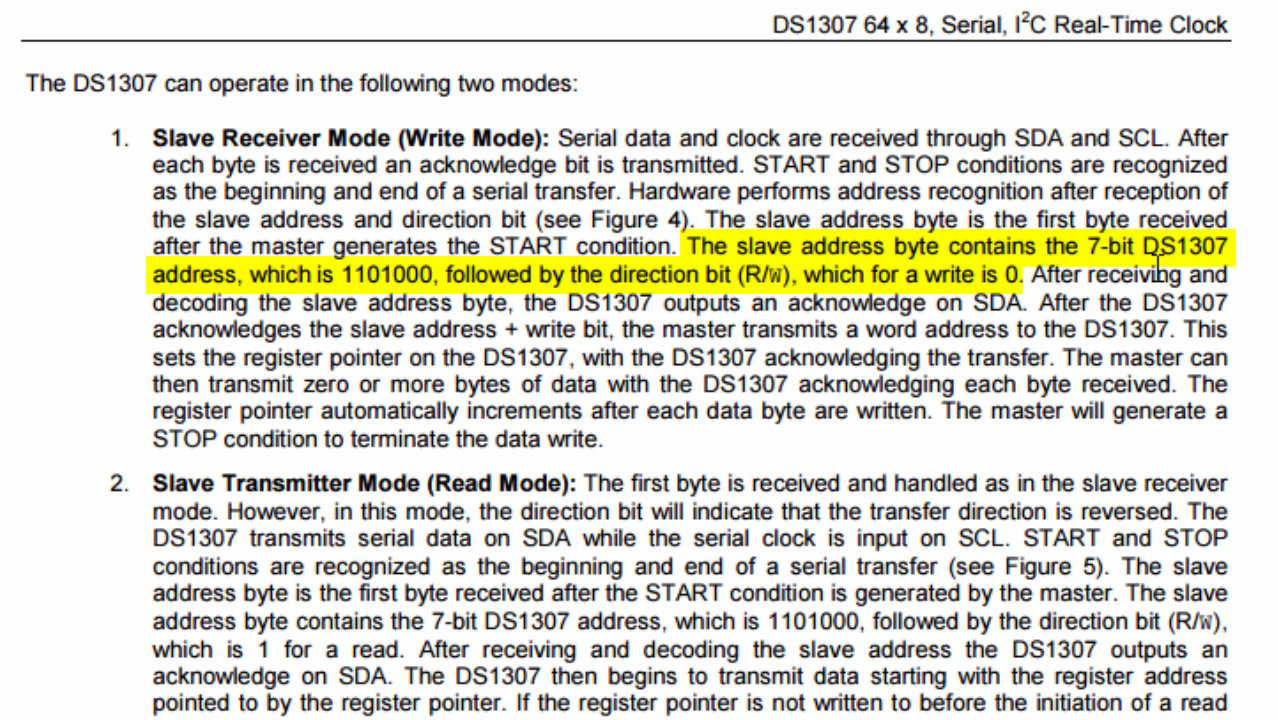 DS1307 64 x 8, Serial, I²C Real-Time Clock
The DS1307 can operate in the following two modes:
1. Slave Receiver Mode (Write Mode): Serial data and clock are received through SDA and SCL. After
each byte is received an acknowledge bit is transmitted. START and STOP conditions are recognized
as the beginning and end of a serial transfer. Hardware performs address recognition after reception of
the slave address and direction bit (see Figure 4). The slave address byte is the first byte received
after the master generates the START condition. The slave address byte contains the 7-bit DS1307
address, which is 1101000, followed by the direction bit (R/w), which for a write is 0. After receiving and
decoding the slave address byte, the DS1307 outputs an acknowledge on SDA. After the DS1307
acknowledges the slave address + write bit, the master transmits a word address to the DS1307. This
sets the register pointer on the DS1307, with the DS1307 acknowledging the transfer. The master can
then transmit zero or more bytes of data with the DS1307 acknowledging each byte received. The
register pointer automatically increments after each data byte are written. The master will generate a
STOP condition to terminate the data write.
2. Slave Transmitter Mode (Read Mode): The first byte is received and handled as in the slave receiver
mode. However, in this mode, the direction bit will indicate that the transfer direction is reversed. The
DS1307 transmits serial data on SDA while the serial clock is input on SCL. START and STOP
conditions are recognized as the beginning and end of a serial transfer (see Figure 5). The slave
address byte is the first byte received after the START condition is generated by the master. The slave
address byte contains the 7-bit DS1307 address, which is 1101000, followed by the direction bit (R/w),
which is 1 for a read. After receiving and decoding the slave address the DS1307 outputs an
acknowledge on SDA. The DS1307 then begins to transmit data starting with the register address
pointed to by the register pointer. If the register pointer is not written to before the initiation of a read